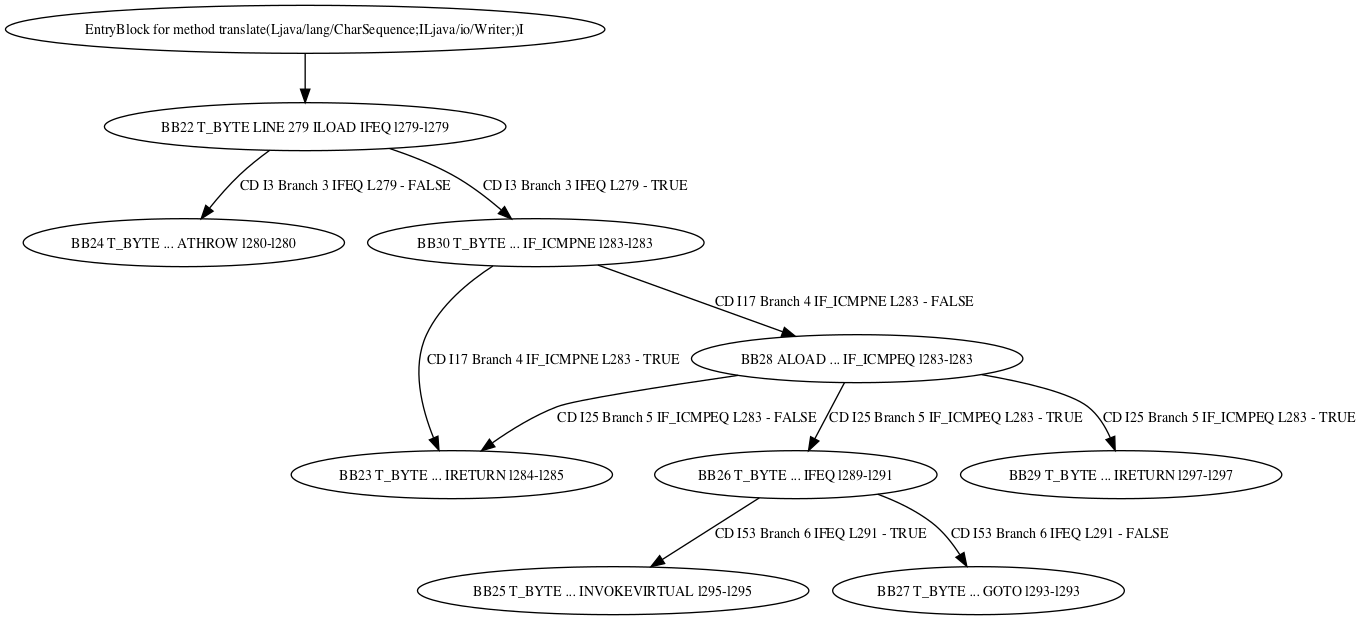 EntryBlock for method translate(Ljava/lang/CharSequence;ILjava/io/Writer;)I
BB22 T_BYTE LINE 279 ILOAD IFEQ l279-l279
CD I3 Branch 3 IFEQ L279 - FALSE
CD I3 Branch 3 IFEQ L279 - TRUE
BB24 T_BYTE ... ATHROW l280-l280
BB30 T_BYTE ... IF_ICMPNE l283-l283
CD I17 Branch 4 IF_ICMPNE L283 - FALSE
CD I17 Branch 4 IF_ICMPNE L283 - TRUE
BB28 ALOAD ... IF_ICMPEQ l283-l283
CD I25 Branch 5 IF_ICMPEQ L283 - FALSE
CD I25 Branch 5 IF_ICMPEQ L283 - TRUE
CD I25 Branch 5 IF_ICMPEQ L283 - TRUE
BB23 T_BYTE ... IRETURN l284-l285
BB26 T_BYTE ... IFEQ l289-l291
BB29 T_BYTE ... IRETURN l297-l297
CD I53 Branch 6 IFEQ L291 - TRUE
CD I53 Branch 6 IFEQ L291 - FALSE
BB25 T_BYTE ... INVOKEVIRTUAL l295-l295
BB27 T_BYTE ... GOTO l293-l293